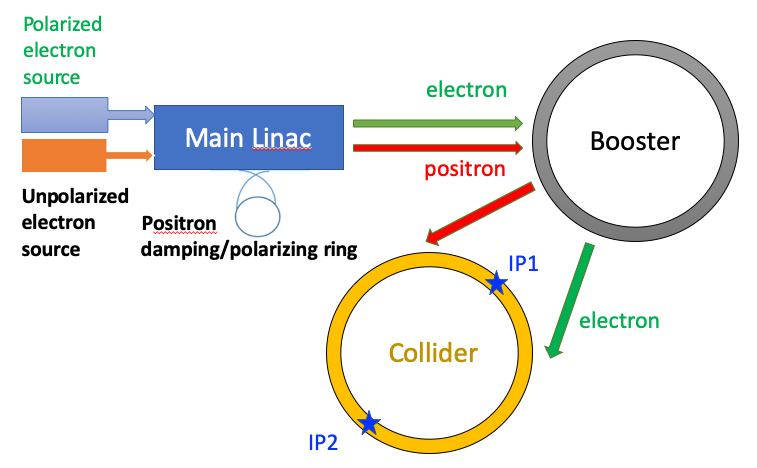 Polarized
electron
source
electron
Main Linac
Booster
positron
Unpolarized
electron
source
Positron
damping/polarizing ring
IP1
electron
Collider
IP2